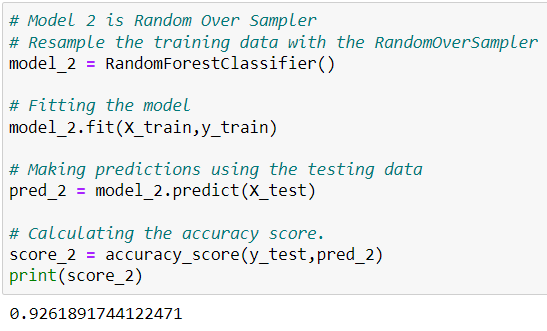 # Model 2 is Random Over Sampler
# Resample the training data with the RandomOverSampler
model_2 = RandomForestClassifier()
# Fitting the model
model_2.fit(X_train,y_train)
# Making predictions using the testing data
pred_2 = model_2.predict(X_test)
# Calculating the accuracy score.
score_2 = accuracy_score(y_test,pred_2)
print(score_2)
0.9261891744122471